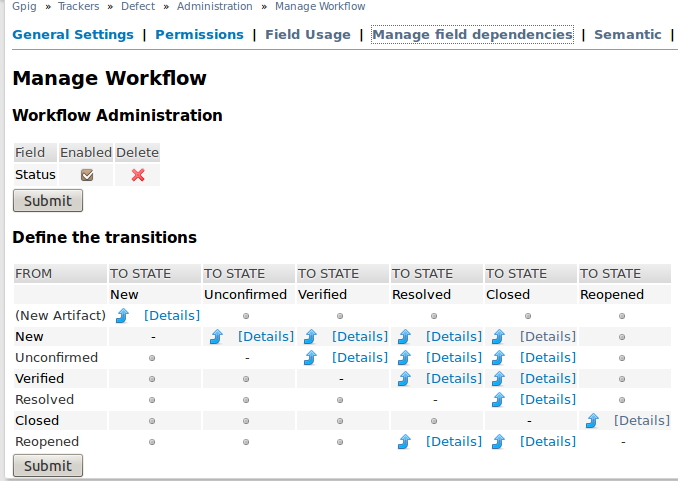 Gpig » Trackers » Defect » Administration » Manage Workflow
General Settings | Permissions | Field Usage | Manage field dependencies | Semantic |
Manage Workflow
Workflow Administration
Field Enabled Delete
Status
Submit
Define the transitions
FROM TO STATE TO STATE TO STATE TO STATE TO STATE TO STATE
New Unconfirmed Verified Resolved Closed Reopened
(New Artifact) [Details]
New - [Details] [Details] [Details] [Details]
Unconfirmed - [Details] [Details] [Details]
Verified - [Details] [Details]
Resolved - [Details]
Closed - [Details]
Reopened [Details] [Details] -
Submit